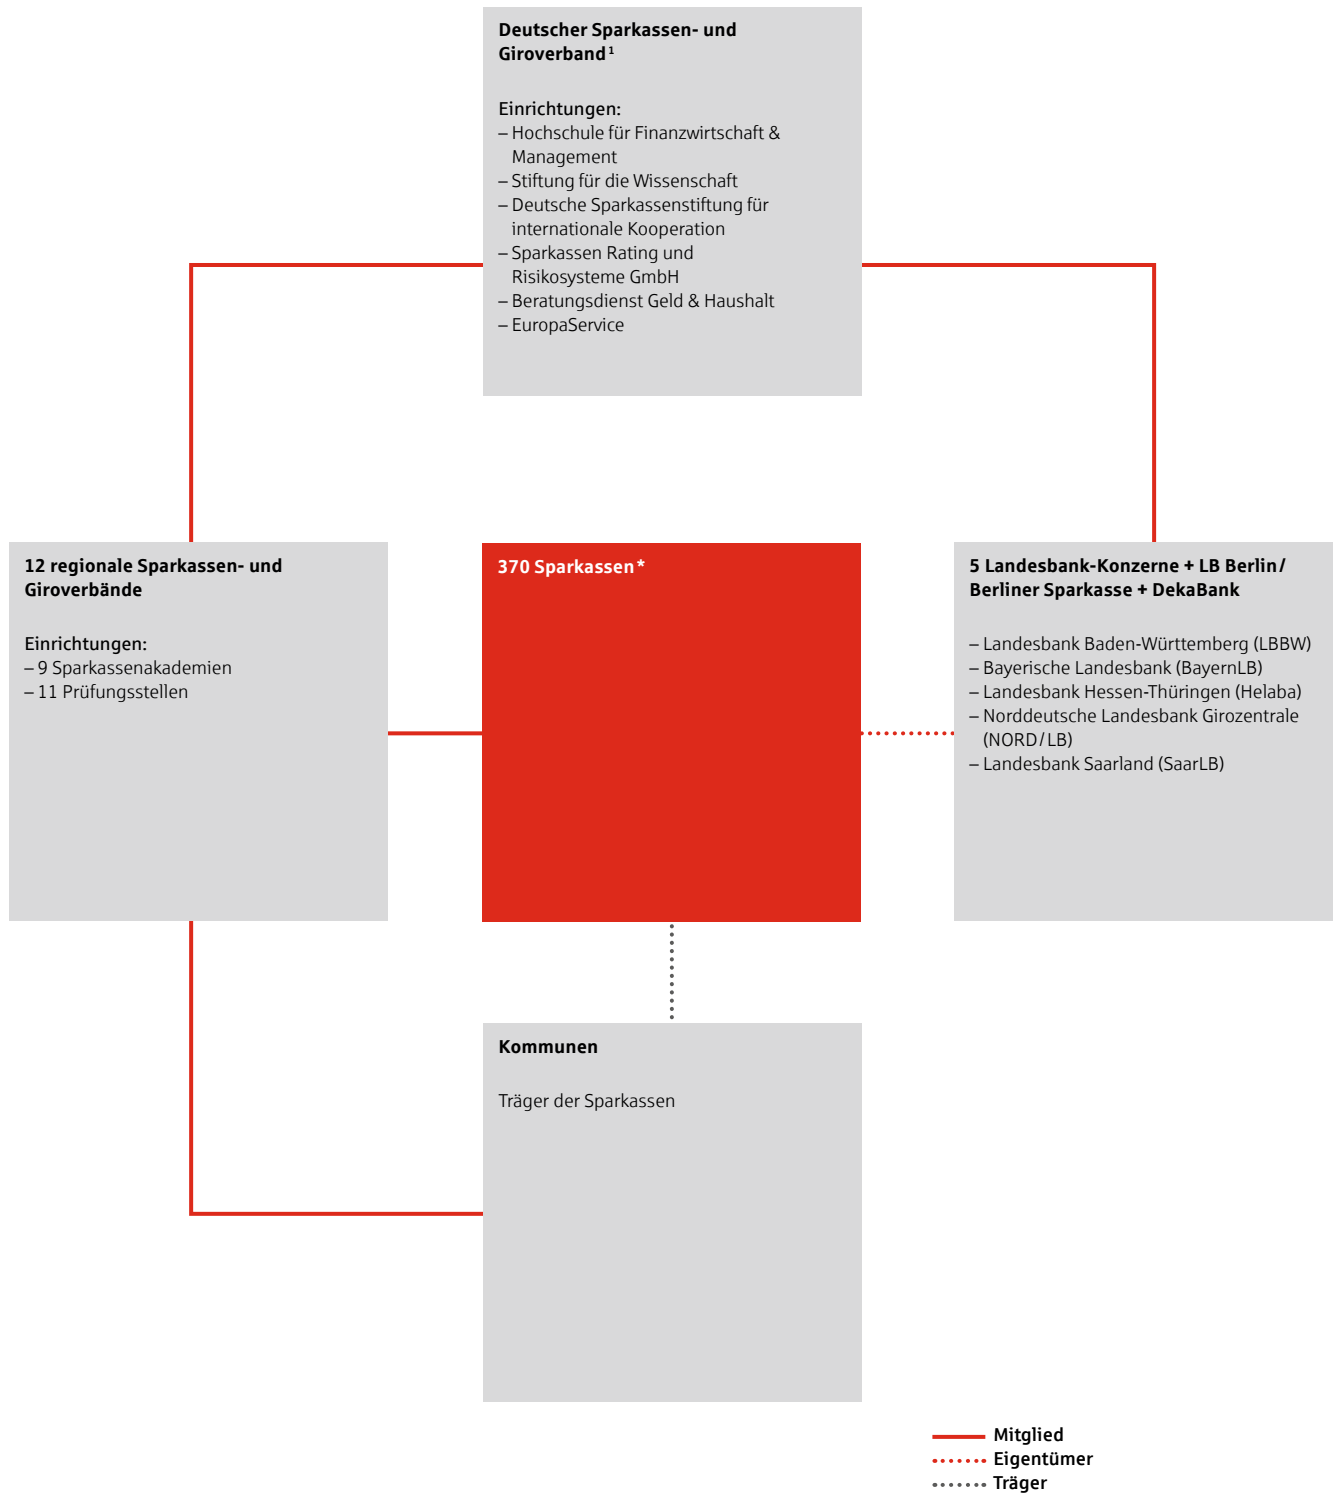 Deutscher Sparkassen- und
Giroverband¹
Einrichtungen:
– Hochschule für Finanzwirtschaft &
Management
– Stiftung für die Wissenschaft
– Deutsche Sparkassenstiftung für
internationale Kooperation
– Sparkassen Rating und
Risikosysteme GmbH
– Beratungsdienst Geld & Haushalt
– EuropaService
12 regionale Sparkassen- und
Giroverbände
Einrichtungen:
– 9 Sparkassenakademien
– 11 Prüfungsstellen
370 Sparkassen*
5 Landesbank-Konzerne + LB Berlin/
Berliner Sparkasse + DekaBank
– Landesbank Baden-Württemberg (LBBW)
– Bayerische Landesbank (BayernLB)
– Landesbank Hessen-Thüringen (Helaba)
– Norddeutsche Landesbank Girozentrale
(NORD/LB)
– Landesbank Saarland (SaarLB)
Kommunen
Träger der Sparkassen
Mitglied
Eigentümer
Träger